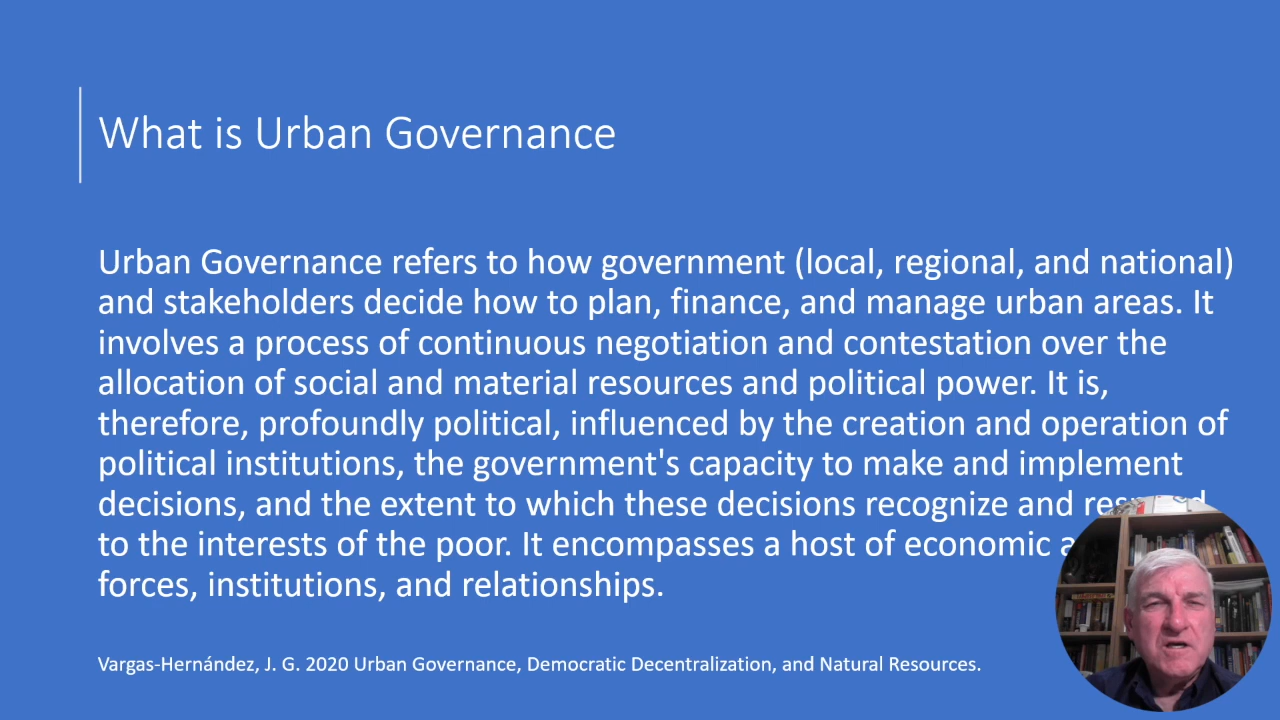 What is Urban Governance
Urban Governance refers to how government (local, regional, and national)
and stakeholders decide how to plan, finance, and manage urban areas. It
involves a process of continuous negotiation and contestation over the
allocation of social and material resources and political power. It is,
therefore, profoundly political, influenced by the creation and operation of
political institutions, the government's capacity to make and implement
decisions, and the extent to which these decisions recognize and
to the interests of the poor. It encompasses a host of economic
forces, institutions, and relationships.
Vargas-Hernández, J. G. 2020 Urban Governance, Democratic Decentralization, and Natural Resources.